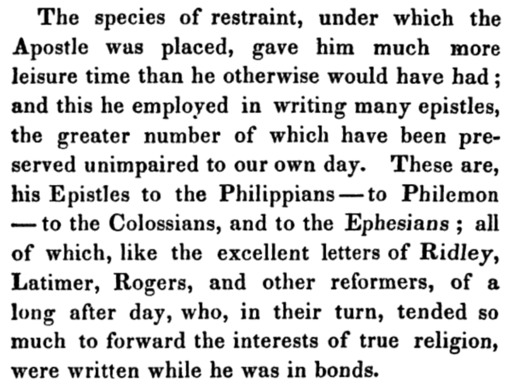 The species of restraint, under which the
Apostle was placed, gave him much more
leisure time than he otherwise would have had;
and this he employed in writing many epistles,
the greater number of which have been pre-
served unimpaired to our own day. These are,
his Epistles to the Philippians—to Philemon
—to the Colossians, and to the Ephesians; all
of which, like the excellent letters of Ridley,
Latimer, Rogers, and other reformers, of a
long after day, who, in their turn, tended so
much to forward the interests of true religion,
were written while he was in bonds.